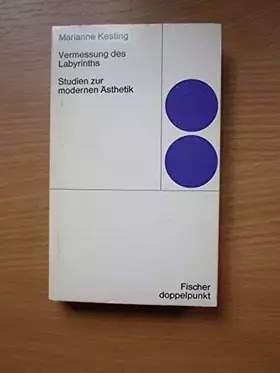 Marianne Kesting
Vermessung des
Labyrinths
Studien zur
modernen Ästhetik
Fischer
doppelpunkt